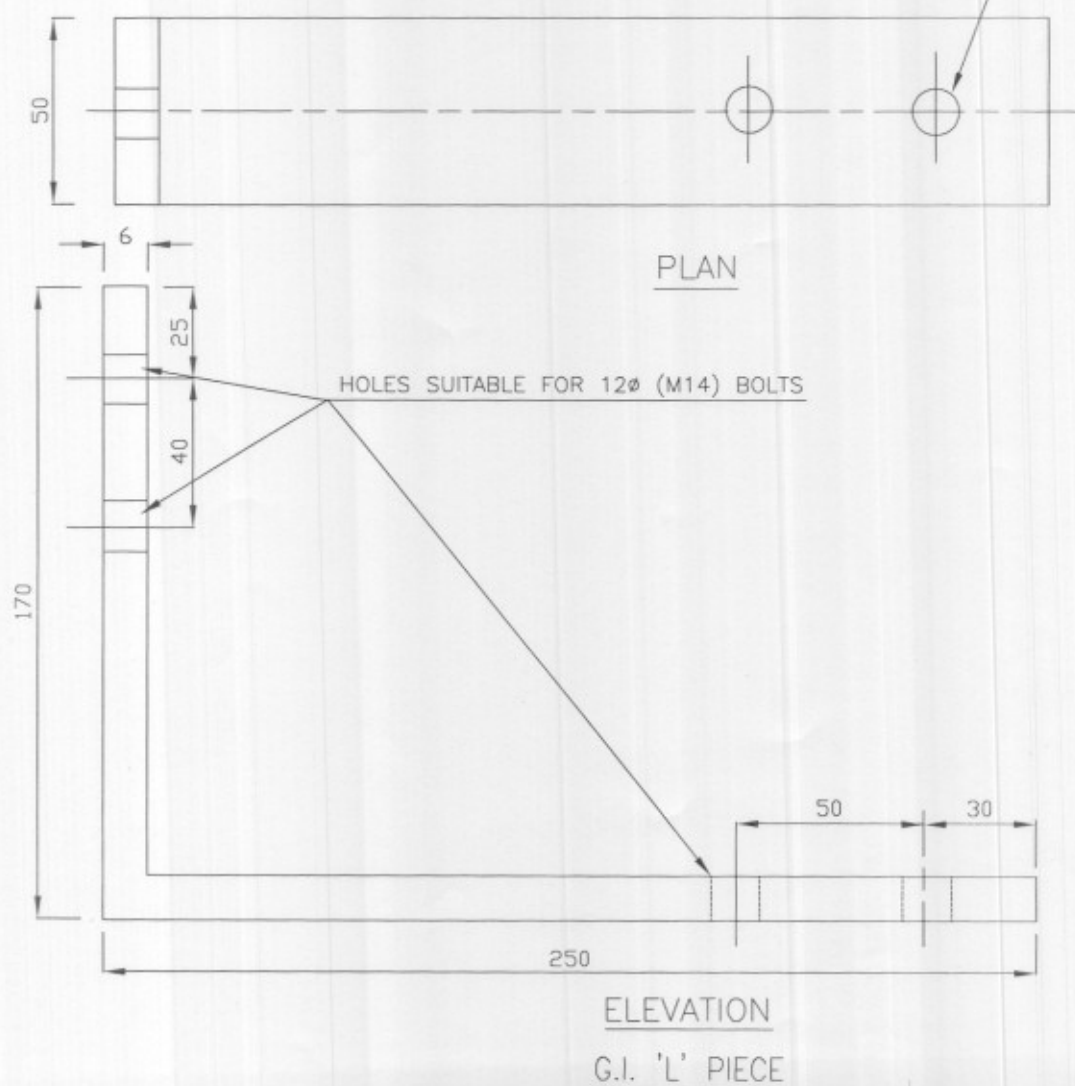 50
PLAN
6
25
HOLES SUITABLE FOR 12ø (M14) BOLTS
40
170
50
30
250
ELEVATION
G.I. 'L' PIECE